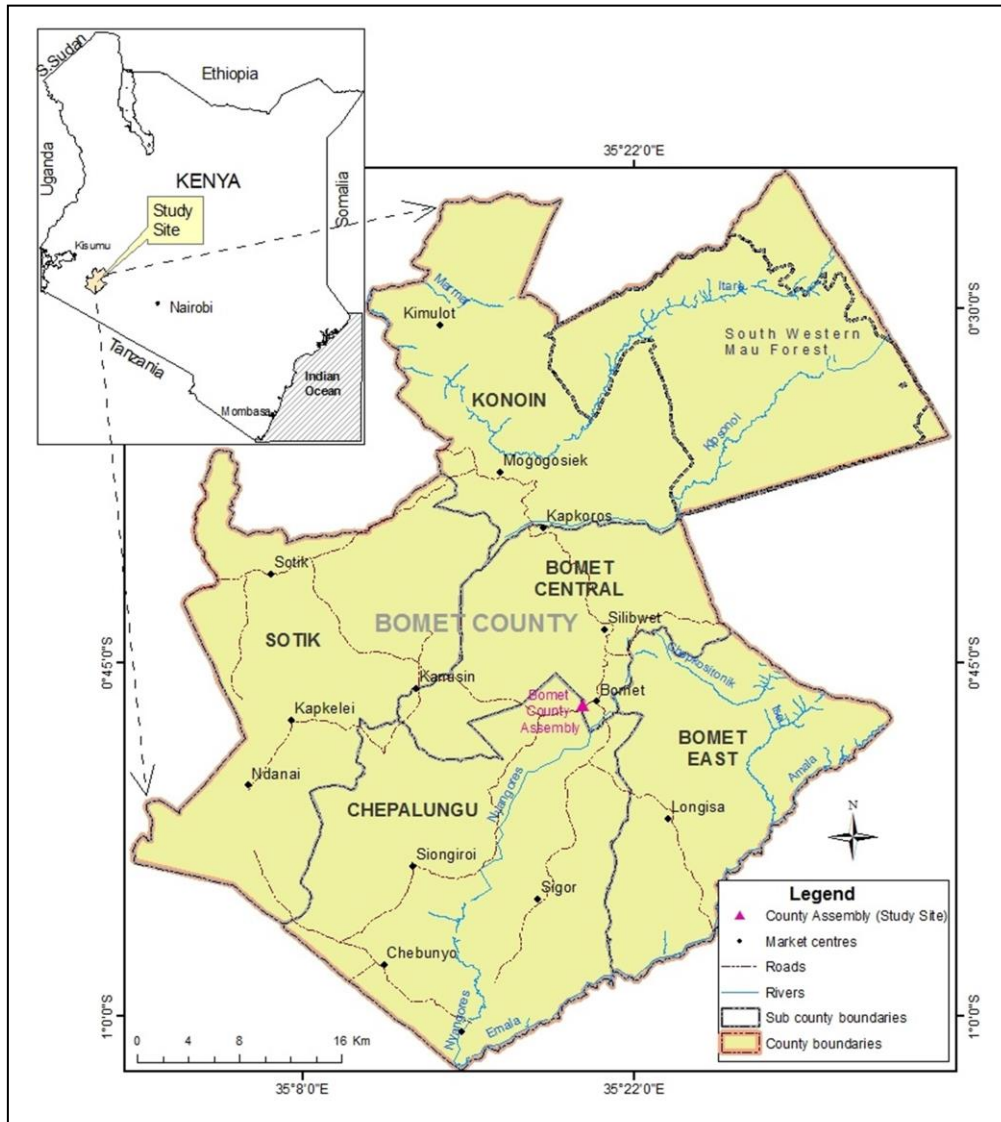 S.Sudan
Ethiopia
Uganda
KENYA
Somalia
Study
Site
Kisumu
Nairobi
Tanzania
Indian
Ocean
Mombasa
35°22'0"E
Marmar
Kimulot
Itare
0°30'0"S
South Western
Mau Forest
KONOIN
Kipsonoi
Mogogosiek
Kapkoros
Sotik
BOMET
CENTRAL
BOMET COUNTY
Silibwet
SOTIK
0°45'0"S
0°45'0"S
Chepkositonik
Kanusin
Bomet
County
Assembly
Bomet
Kapkelei
BOMET
EAST
Amala
Ndanai
Nyangores
CHEPALUNGU
Longisa
N
Siongiroi
Sigor
Chebunyo
Nyangores
Emala
1°0'0"S
1°0'0"S
Legend
County Assembly (Study Site)
Market centres
Roads
Rivers
Sub county boundaries
County boundaries
0 4 8 12 16 Km
35°8'0"E
35°22'0"E